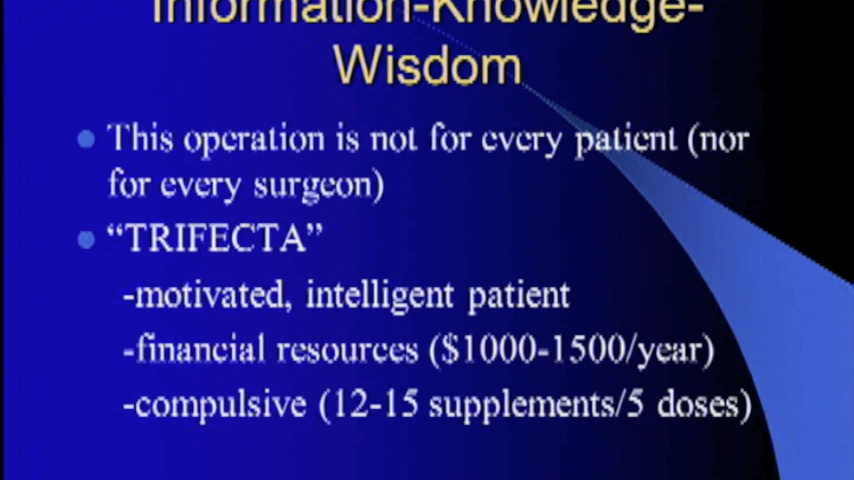 Information-Knowledge-
Wisdom
This operation is not for every patient (nor
for every surgeon)
“TRIFECTA”
-motivated, intelligent patient
-financial resources ($1000-1500/year)
-compulsive (12-15 supplements/5 doses)